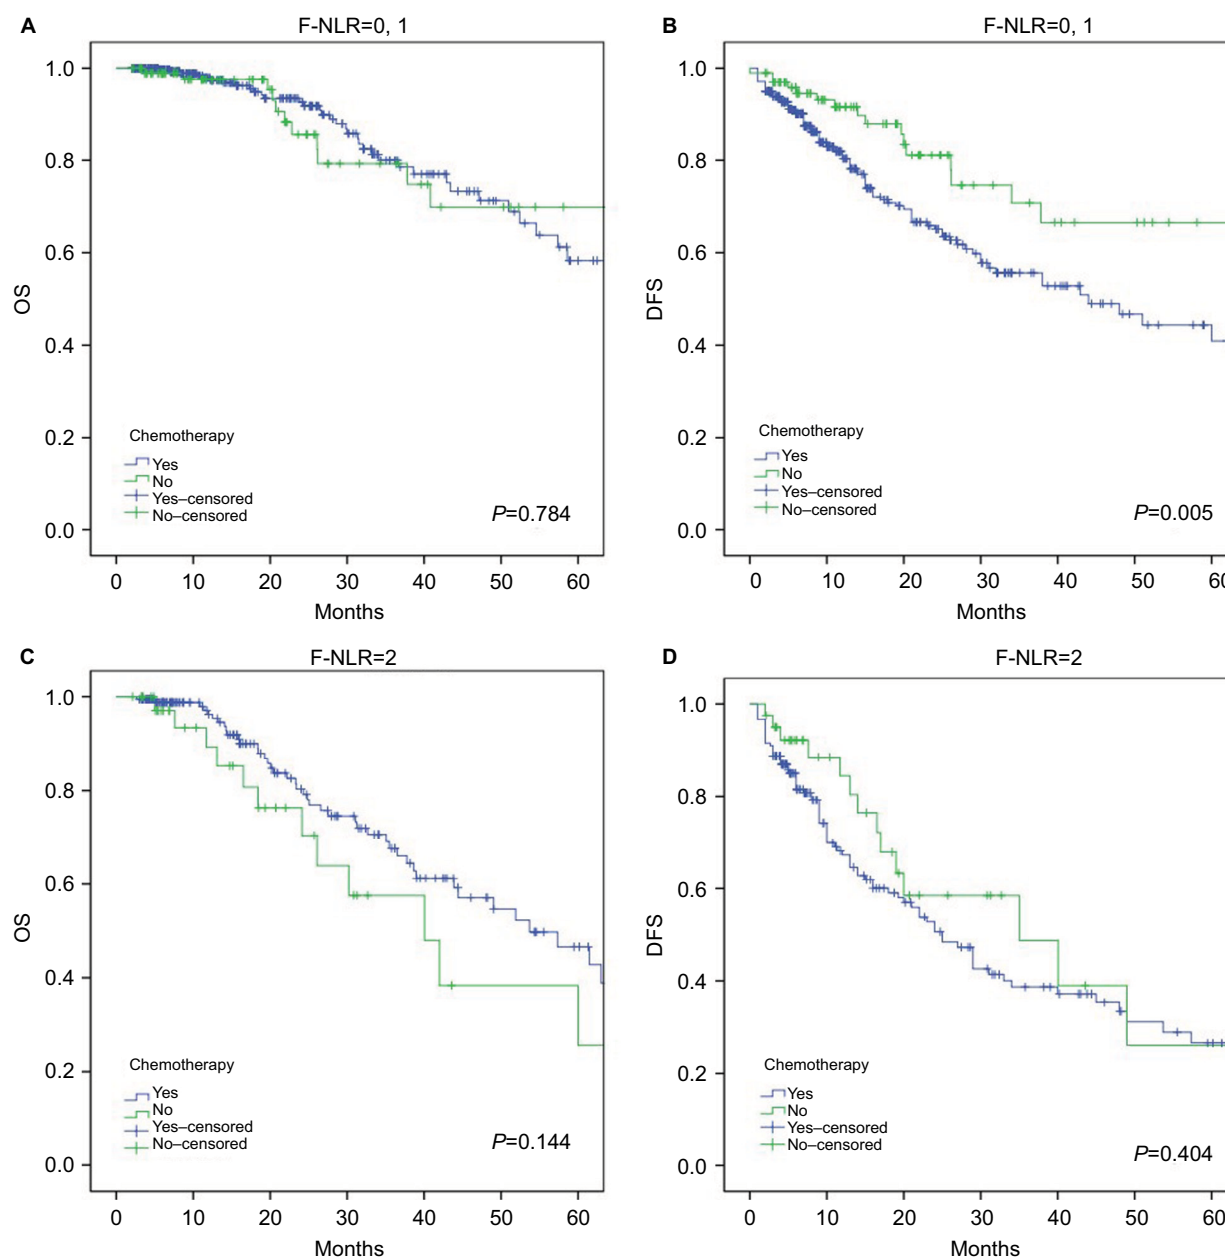 A
F-NLR=0, 1
1.0
0.8
0.6
0.4
0.2
0.0
OS
Chemotherapy
Yes
No
Yes–censored
No–censored
P=0.784
0 10 20 30 40 50 60
Months
B
F-NLR=0, 1
1.0
0.8
0.6
0.4
0.2
0.0
DFS
Chemotherapy
Yes
No
Yes–censored
No–censored
P=0.005
0 10 20 30 40 50 60
Months
C
F-NLR=2
1.0
0.8
0.6
0.4
0.2
0.0
OS
Chemotherapy
Yes
No
Yes–censored
No–censored
P=0.144
0 10 20 30 40 50 60
Months
D
F-NLR=2
1.0
0.8
0.6
0.4
0.2
0.0
DFS
Chemotherapy
Yes
No
Yes–censored
No–censored
P=0.404
0 10 20 30 40 50 60
Months